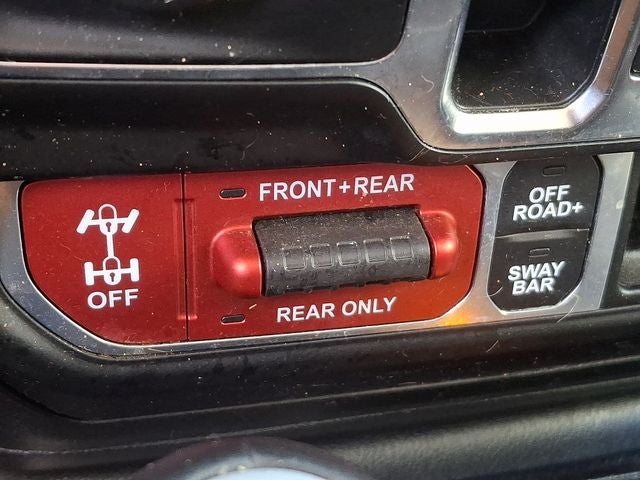 OFF
FRONT+REAR
REAR ONLY
OFF
ROAD+
SWAY
BAR